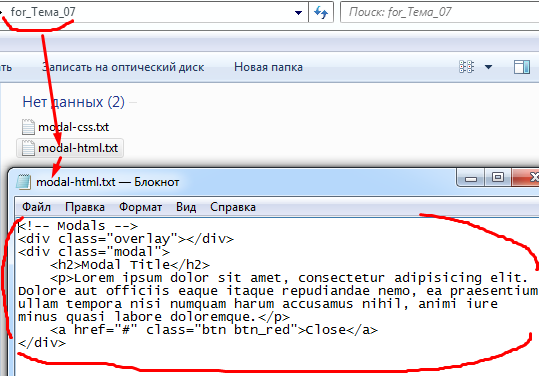 for_Тема_07
Поиск: for_Тема_07
ать Записать на оптический диск Новая папка
Нет данных (2)
modal-css.txt
modal-html.txt
modal-html.txt — Блокнот
Файл Правка Формат Вид Справка
<!-- Modals -->
<div class="overlay"></div>
<div class="modal">
    <h2>Modal Title</h2>
    <p>Lorem ipsum dolor sit amet, consectetur adipisicing elit.
Dolore aut officiis eaque itaque repudiandae nemo, ea praesentium
ullam tempora nisi numquam harum accusamus nihil, animi iure
minus quasi labore doloremque.</p>
    <a href="#" class="btn btn_red">Close</a>
</div>